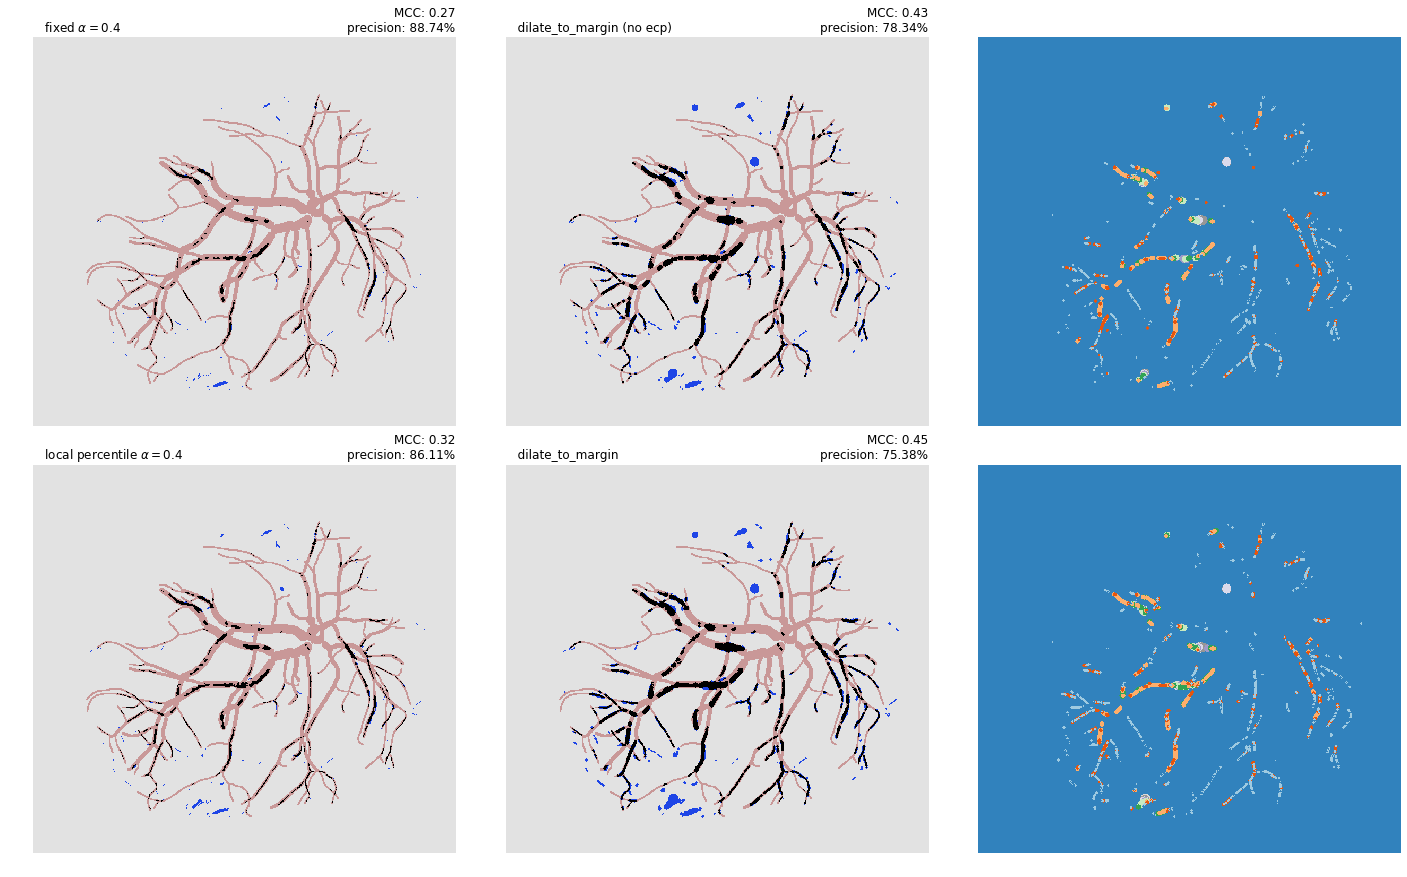 MCC: 0.27
fixed α = 0.4 precision: 88.74%
MCC: 0.43
dilate_to_margin (no ecp) precision: 78.34%
MCC: 0.32
local percentile α = 0.4 precision: 86.11%
MCC: 0.45
dilate_to_margin precision: 75.38%